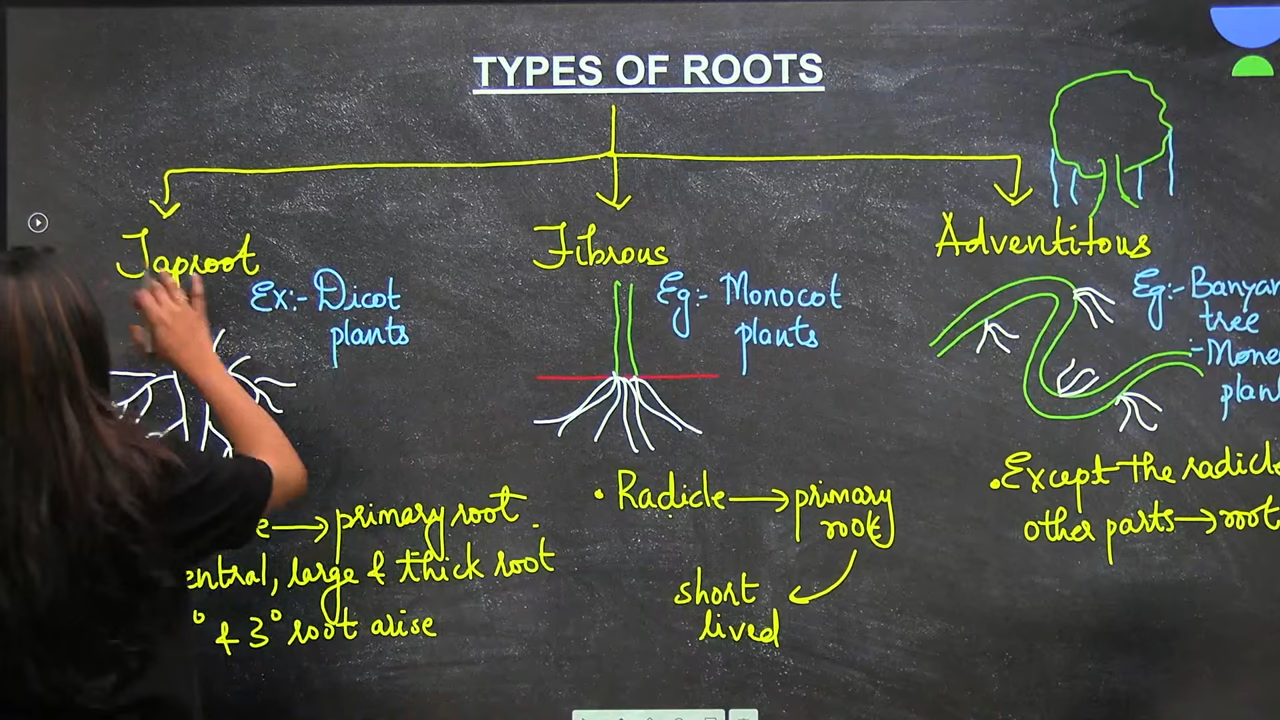 TYPES OF ROOTS
Taproot
Ex:- Dicot
plants
e → primary root
entral, large & thick root
° & 3° root arise
Fibrous
Eg:- Monocot
plants
• Radicle → primary
root
short
lived
Adventitous
Eg:- Banyan
tree
- Mone
plan
• Except the radicle
other parts → root